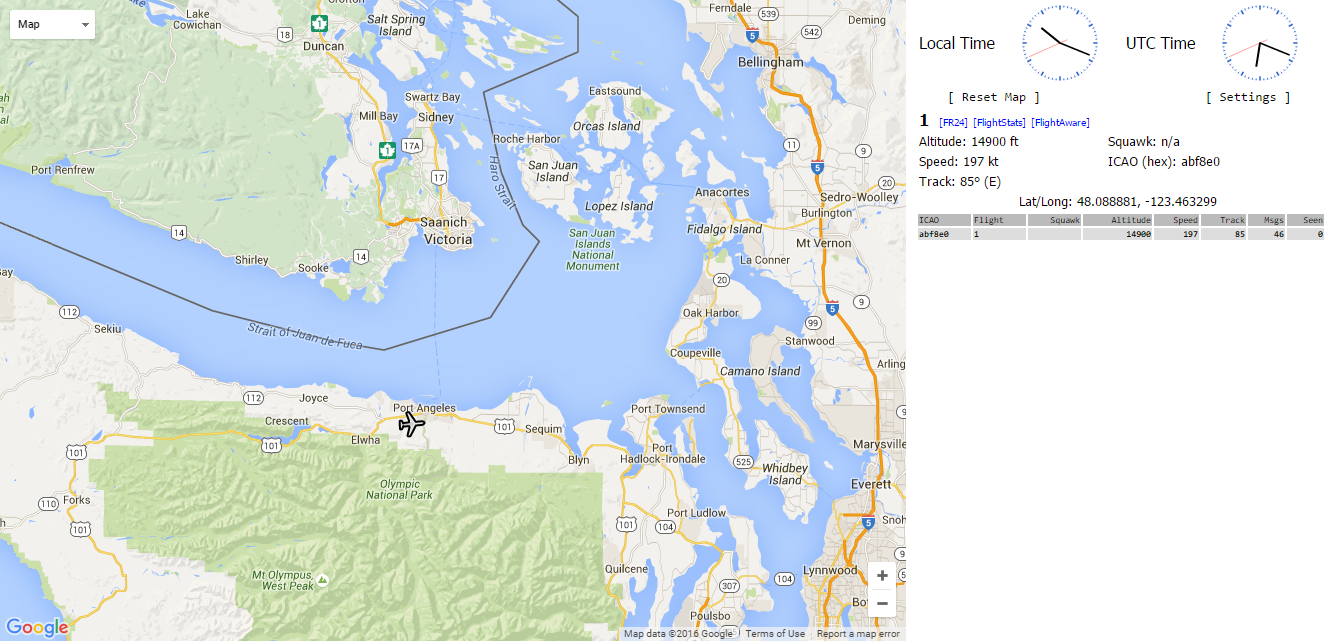 Map
Lake
Cowichan
18
1
Duncan
Crofton
Salt Spring
Island
Ferndale
539
5
542
Deming
Bellingham
Swartz Bay
Sidney
Mill Bay
17A
1
17
Eastsound
Orcas Island
Roche Harbor
San Juan
Island
Haro Strait
Lopez Island
11
5
9
20
Port Renfrew
Anacortes
Sedro-Woolley
Burlington
Saanich
Victoria
14
San Juan
Islands
National
Monument
Fidalgo Island
Mt Vernon
Shirley
Sooke
14
La Conner
20
5
9
112
Sekiu
Strait of Juan de Fuca
Oak Harbor
99
Stanwood
Coupeville
Camano Island
Arling
112
Joyce
Port Angeles
Crescent
Elwha
101
101
101
Sequim
Blyn
Port Townsend
Port
Hadlock-Irondale
525
Whidbey
Island
9
Marysville
Everett
Olympic
National Park
110
Forks
101
101
104
Port Ludlow
5
Snoh
Mt Olympus,
West Peak
Quilcene
307
104
Lynnwood
9
5
Poulsbo
Bot
+
−
Google
Map data ©2016 Google
Terms of Use
Report a map error
Local Time
UTC Time
[ Reset Map ]
[ Settings ]
1 [FR24] [FlightStats] [FlightAware]
Altitude: 14900 ft
Squawk: n/a
Speed: 197 kt
ICAO (hex): abf8e0
Track: 85° (E)
Lat/Long: 48.088881, -123.463299
ICAO Flight Squawk Altitude Speed Track Msgs Seen
abf8e0 1 14900 197 85 46 0